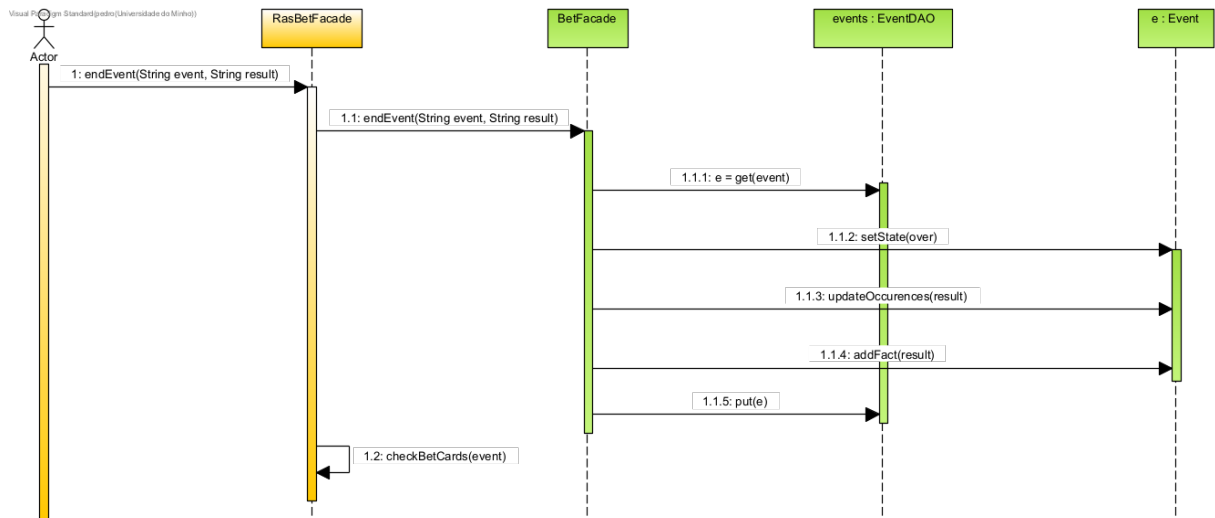 Visual Paradigm Standard(pedro(Universidade do Minho))
Actor
RasBetFacade
BetFacade
events : EventDAO
e : Event
1: endEvent(String event, String result)
1.1: endEvent(String event, String result)
1.1.1: e = get(event)
1.1.2: setState(over)
1.1.3: updateOccurences(result)
1.1.4: addFact(result)
1.1.5: put(e)
1.2: checkBetCards(event)